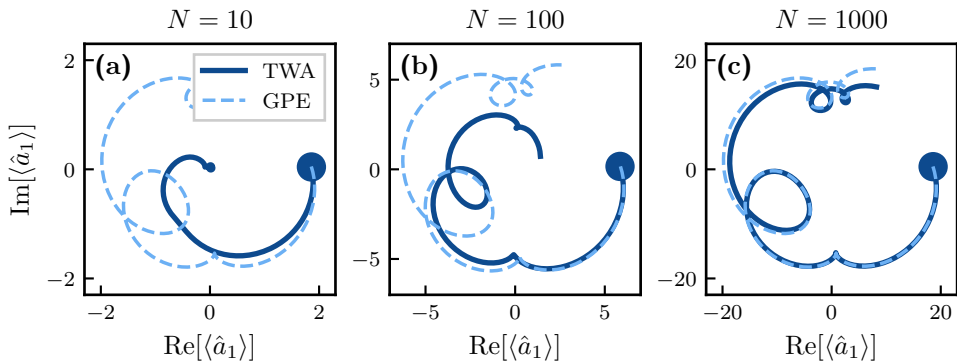 N = 10 N = 100 N = 1000
(a) (b) (c)
TWA
GPE
Im[⟨â₁⟩]
2
0
−2
5
0
−5
20
0
−20
−2 0 2
−5 0 5
−20 0 20
Re[⟨â₁⟩] Re[⟨â₁⟩] Re[⟨â₁⟩]